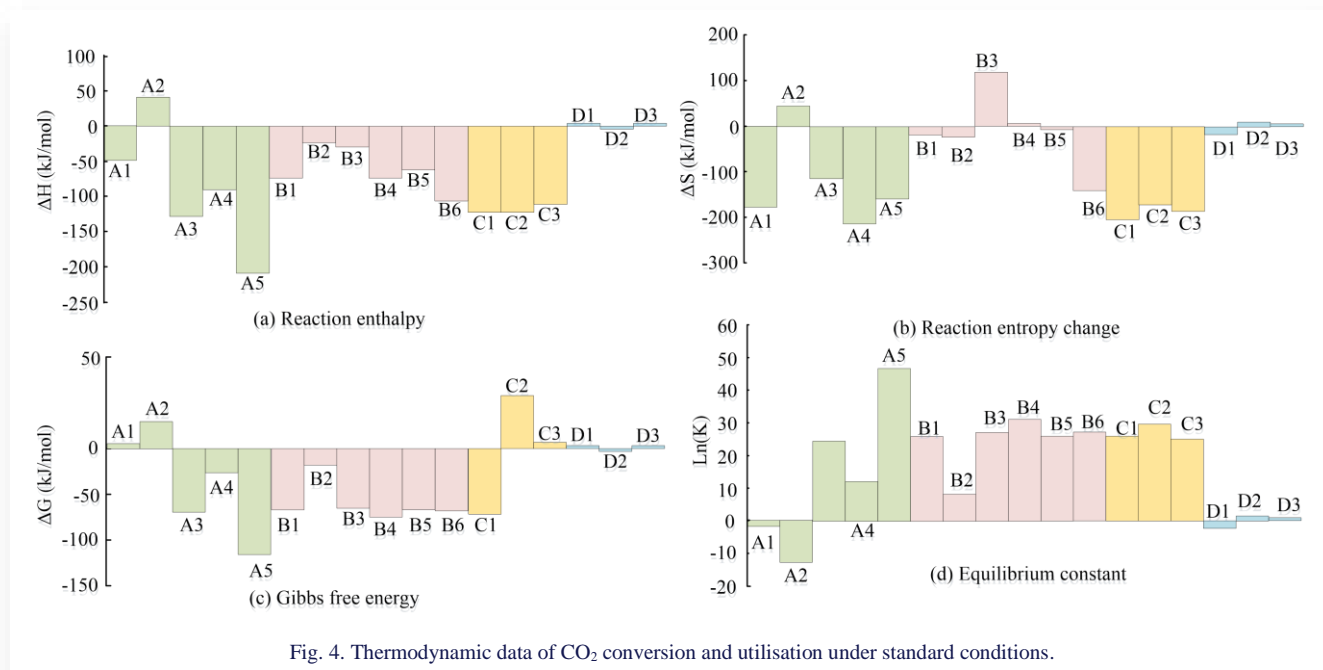 100
50
0
-50
-100
-150
-200
-250
ΔH (kJ/mol)
A1
A2
A3
A4
A5
B1
B2
B3
B4
B5
B6
C1
C2
C3
D1
D2
D3
(a) Reaction enthalpy
200
100
0
-100
-200
-300
ΔS (kJ/mol)
A1
A2
A3
A4
A5
B1
B2
B3
B4
B5
B6
C1
C2
C3
D1
D2
D3
(b) Reaction entropy change
50
0
-50
-100
-150
ΔG (kJ/mol)
A1
A2
A3
A4
A5
B1
B2
B3
B4
B5
B6
C1
C2
C3
D1
D2
D3
(c) Gibbs free energy
60
50
40
30
20
10
0
-10
-20
Ln(K)
A1
A2
A4
A5
B1
B2
B3
B4
B5
B6
C1
C2
C3
D1
D2
D3
(d) Equilibrium constant
Fig. 4. Thermodynamic data of CO₂ conversion and utilisation under standard conditions.